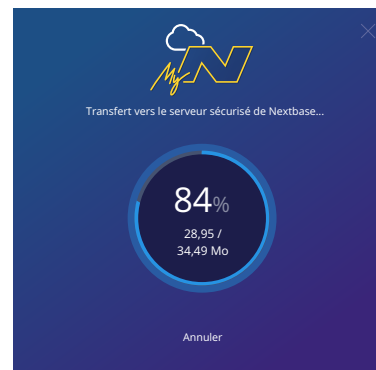 My N
Transfert vers le serveur sécurisé de Nextbase...
84%
28,95 /
34,49 Mo
Annuler